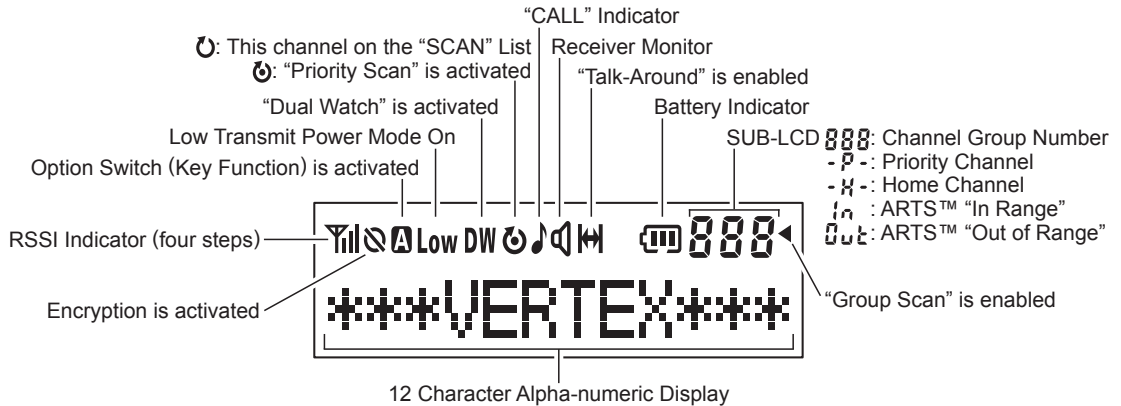 “CALL” Indicator
: This channel on the “SCAN” List
Receiver Monitor
: “Priority Scan” is activated
“Talk-Around” is enabled
“Dual Watch” is activated
Battery Indicator
Low Transmit Power Mode On
SUB-LCD 888: Channel Group Number
Option Switch (Key Function) is activated
- P -: Priority Channel
- H -: Home Channel
In : ARTS™ “In Range”
Out: ARTS™ “Out of Range”
RSSI Indicator (four steps)
A Low DW 888
Encryption is activated
“Group Scan” is enabled
***VERTEX***
12 Character Alpha-numeric Display